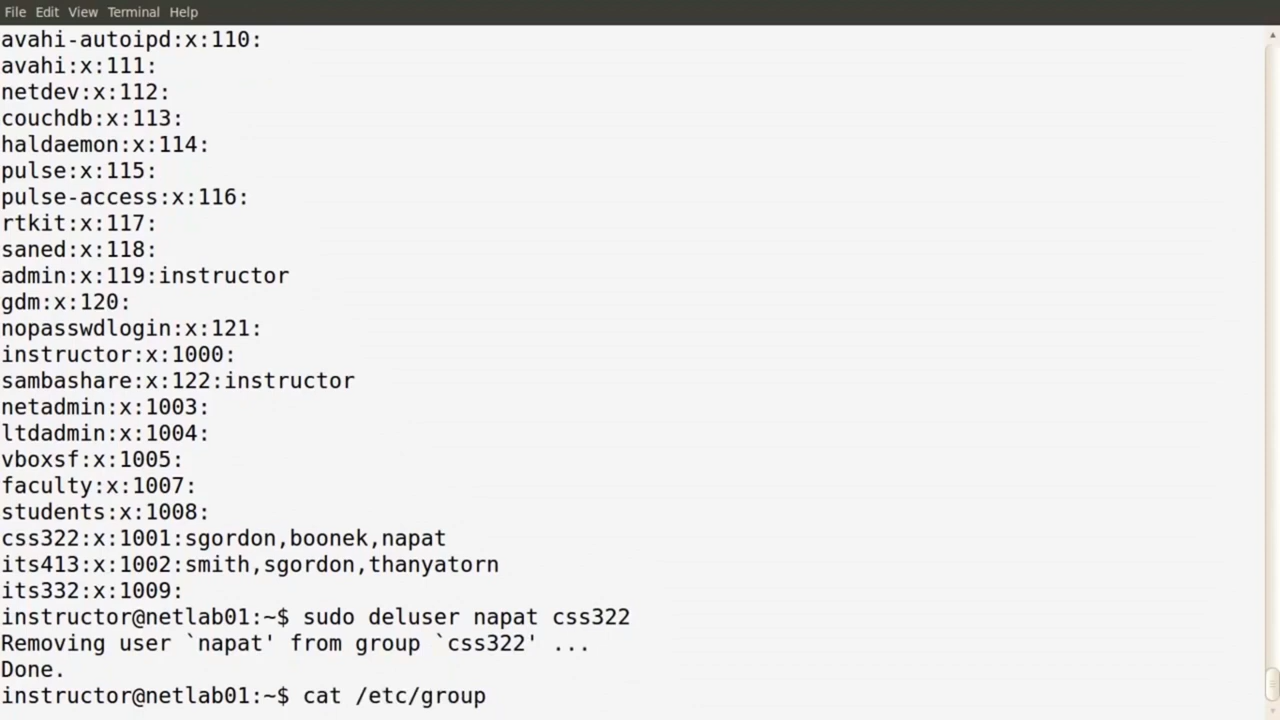 File Edit View Terminal Help
avahi-autoipd:x:110:
avahi:x:111:
netdev:x:112:
couchdb:x:113:
haldaemon:x:114:
pulse:x:115:
pulse-access:x:116:
rtkit:x:117:
saned:x:118:
admin:x:119:instructor
gdm:x:120:
nopasswdlogin:x:121:
instructor:x:1000:
sambashare:x:122:instructor
netadmin:x:1003:
ltdadmin:x:1004:
vboxsf:x:1005:
faculty:x:1007:
students:x:1008:
css322:x:1001:sgordon,boonek,napat
its413:x:1002:smith,sgordon,thanyatorn
its332:x:1009:
instructor@netlab01:~$ sudo deluser napat css322
Removing user `napat' from group `css322' ...
Done.
instructor@netlab01:~$ cat /etc/group